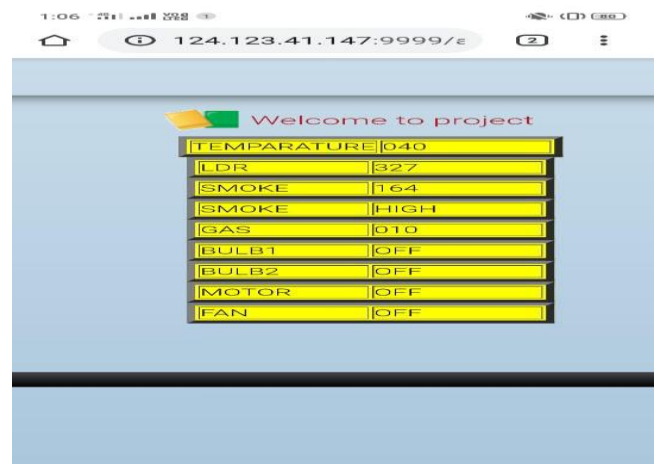 1:06
124.123.41.147:9999/ 2
Welcome to project
TEMPARATURE 040
LDR 327
SMOKE 164
SMOKE HIGH
GAS 010
BULB1 OFF
BULB2 OFF
MOTOR OFF
FAN OFF